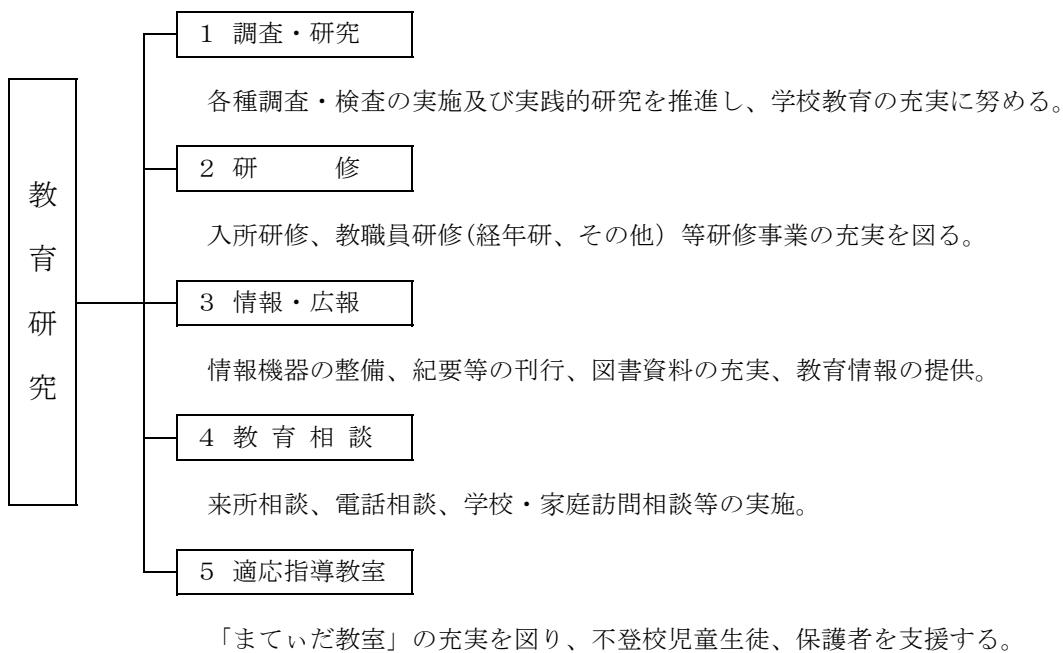 教育研究
１ 調査・研究
各種調査・検査の実施及び実践的研究を推進し、学校教育の充実に努める。
２ 研　　修
入所研修、教職員研修(経年研、その他) 等研修事業の充実を図る。
３ 情報・広報
情報機器の整備、紀要等の刊行、図書資料の充実、教育情報の提供。
４ 教 育 相 談
来所相談、電話相談、学校・家庭訪問相談等の実施。
５ 適応指導教室
「まてぃだ教室」の充実を図り、不登校児童生徒、保護者を支援する。